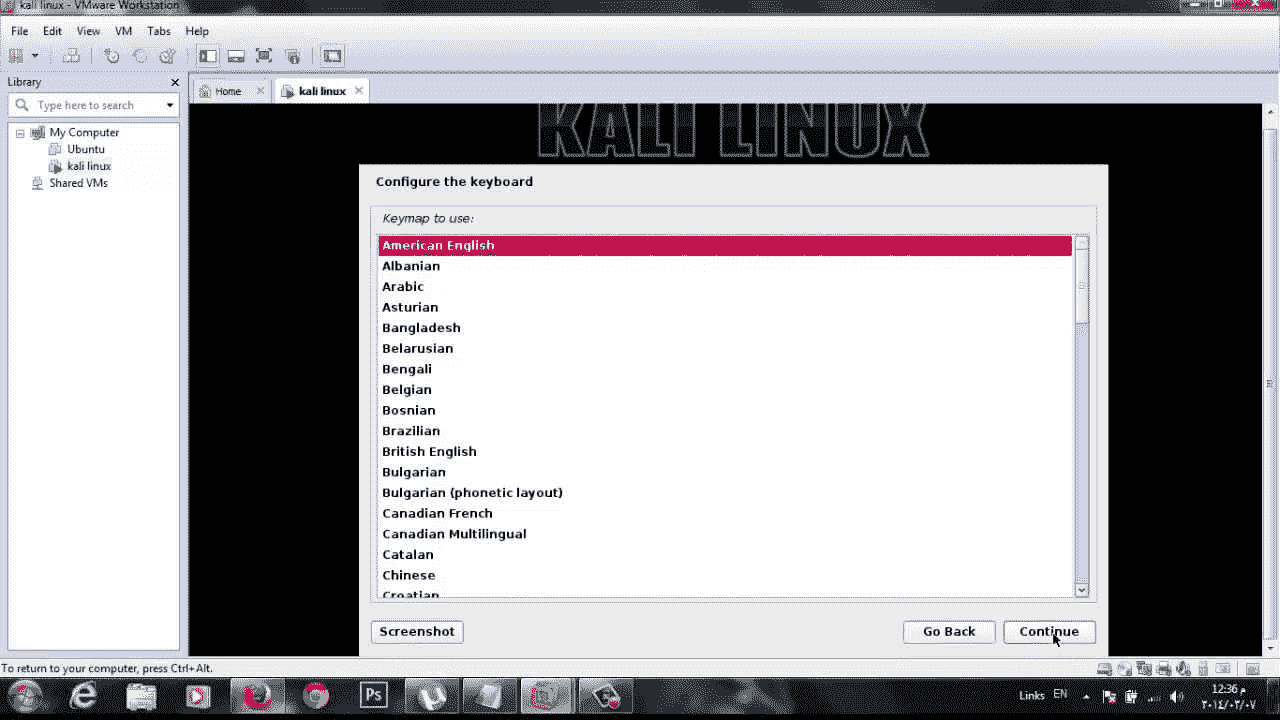 kali linux - VMware Workstation
File Edit View VM Tabs Help
Library
Type here to search
My Computer
Ubuntu
kali linux
Shared VMs
Home
kali linux
KALI LINUX
Configure the keyboard
Keymap to use:
American English
Albanian
Arabic
Asturian
Bangladesh
Belarusian
Bengali
Belgian
Bosnian
Brazilian
British English
Bulgarian
Bulgarian (phonetic layout)
Canadian French
Canadian Multilingual
Catalan
Chinese
Croatian
Screenshot
Go Back
Continue
To return to your computer, press Ctrl+Alt.
Ps
Links EN
12:36 م
٢٠١٤/٠٣/٠٧